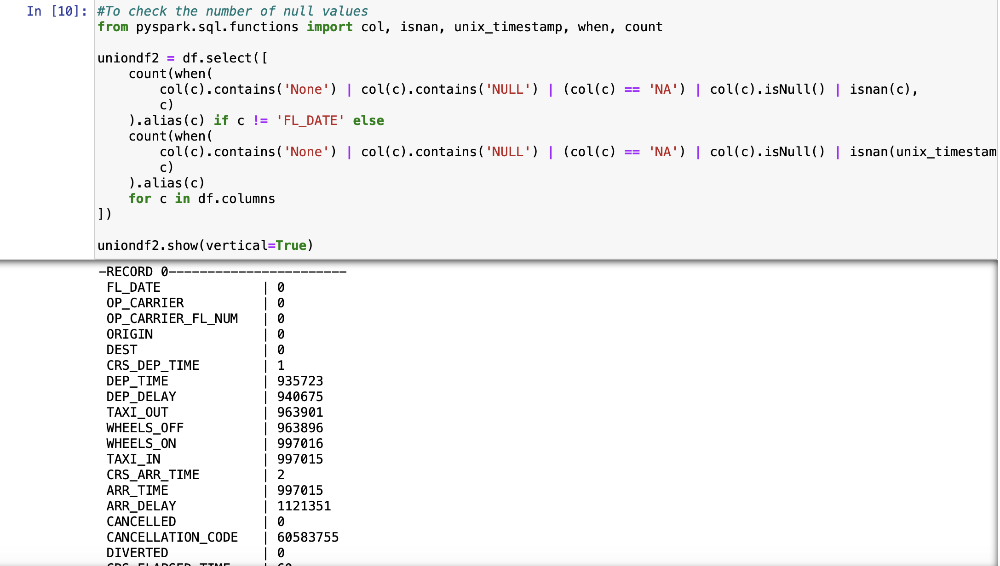 In [10]: #To check the number of null values
from pyspark.sql.functions import col, isnan, unix_timestamp, when, count

uniondf2 = df.select([
    count(when(
        col(c).contains('None') | col(c).contains('NULL') | (col(c) == 'NA') | col(c).isNull() | isnan(c),
        c)
    ).alias(c) if c != 'FL_DATE' else
    count(when(
        col(c).contains('None') | col(c).contains('NULL') | (col(c) == 'NA') | col(c).isNull() | isnan(unix_timestam
        c)
    ).alias(c)
    for c in df.columns
])

uniondf2.show(vertical=True)
-RECORD 0-----------------------
 FL_DATE             | 0
 OP_CARRIER          | 0
 OP_CARRIER_FL_NUM   | 0
 ORIGIN              | 0
 DEST                | 0
 CRS_DEP_TIME        | 1
 DEP_TIME            | 935723
 DEP_DELAY           | 940675
 TAXI_OUT            | 963901
 WHEELS_OFF          | 963896
 WHEELS_ON           | 997016
 TAXI_IN             | 997015
 CRS_ARR_TIME        | 2
 ARR_TIME            | 997015
 ARR_DELAY           | 1121351
 CANCELLED           | 0
 CANCELLATION_CODE   | 60583755
 DIVERTED            | 0